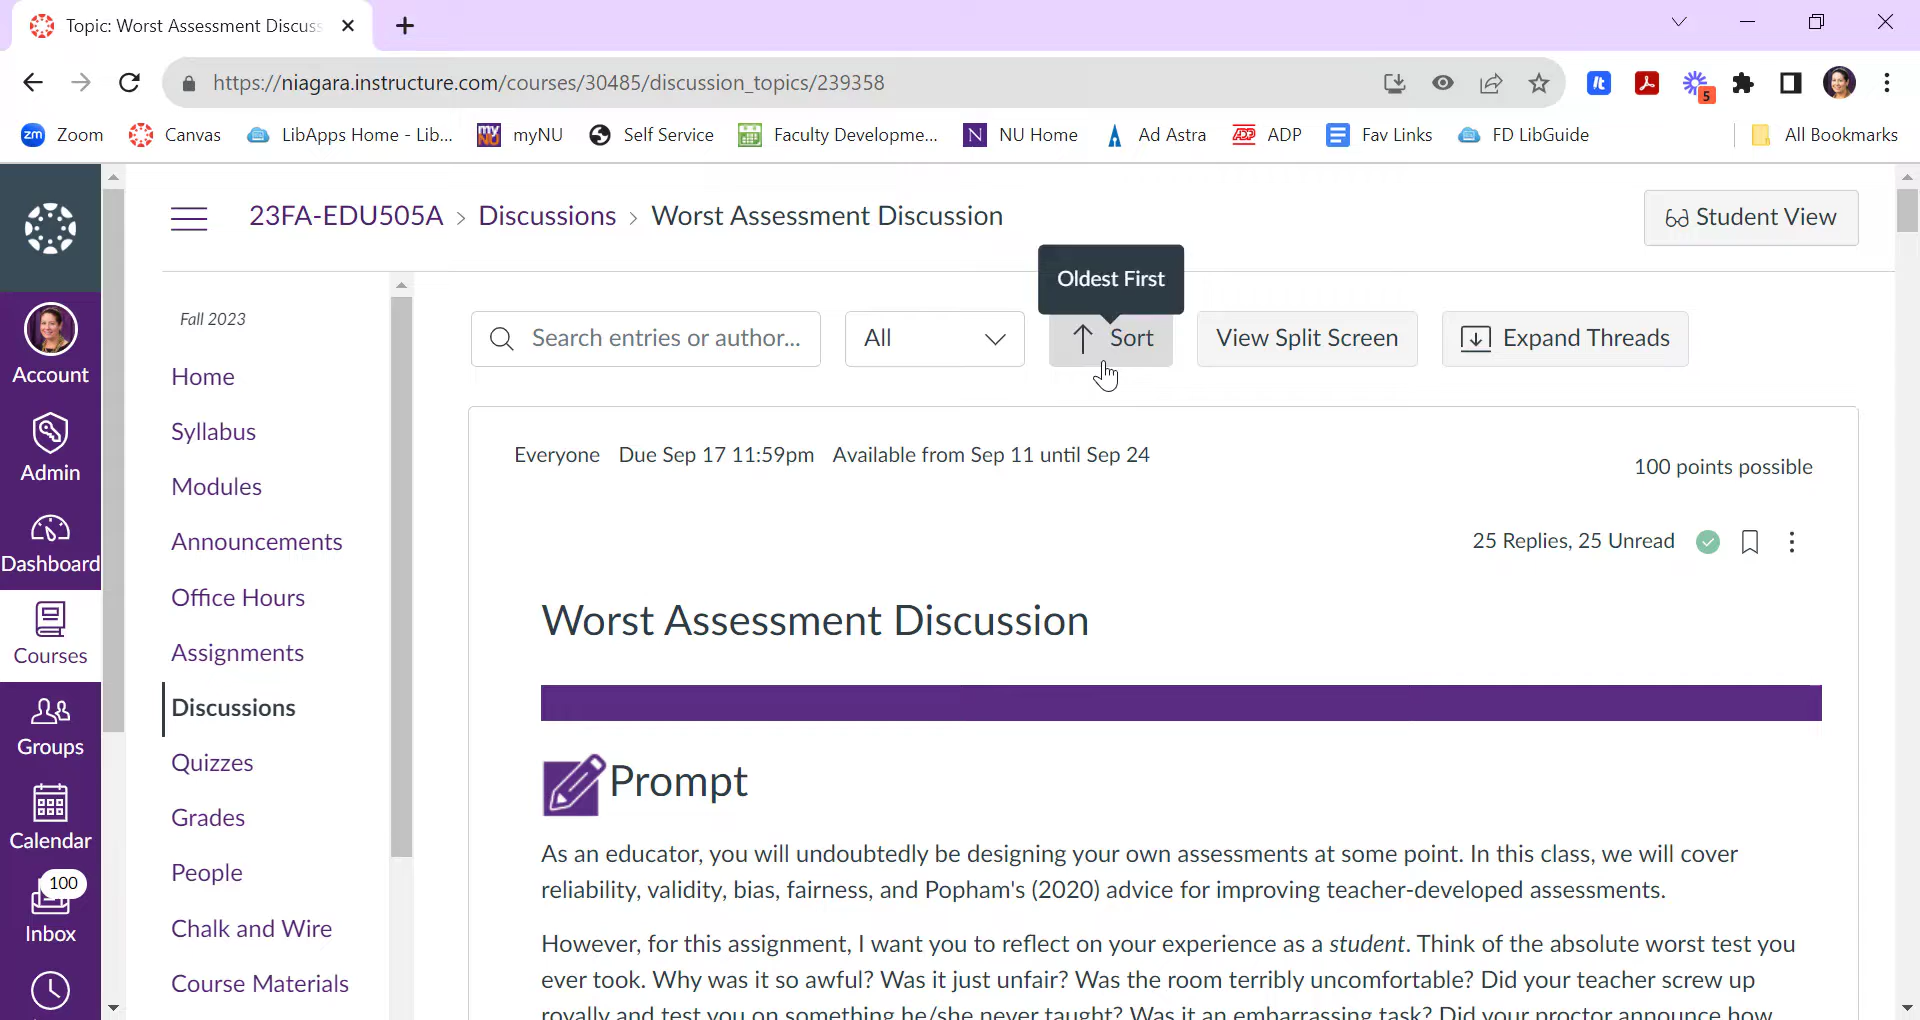 Topic: Worst Assessment Discuss
https://niagara.instructure.com/courses/30485/discussion_topics/239358
5
zm Zoom
Canvas
LibApps Home - Lib...
my NU myNU
Self Service
Faculty Developme...
N NU Home
Ad Astra
ADP ADP
Fav Links
FD LibGuide
All Bookmarks
23FA-EDU505A > Discussions > Worst Assessment Discussion
Student View
Oldest First
Account
Admin
Dashboard
Courses
Groups
Calendar
100
Inbox
Fall 2023
Home
Syllabus
Modules
Announcements
Office Hours
Assignments
Discussions
Quizzes
Grades
People
Chalk and Wire
Course Materials
Search entries or author...
All
Sort
View Split Screen
Expand Threads
Everyone Due Sep 17 11:59pm Available from Sep 11 until Sep 24
100 points possible
25 Replies, 25 Unread
Worst Assessment Discussion
Prompt
As an educator, you will undoubtedly be designing your own assessments at some point. In this class, we will cover
reliability, validity, bias, fairness, and Popham's (2020) advice for improving teacher-developed assessments.
However, for this assignment, I want you to reflect on your experience as a student. Think of the absolute worst test you
ever took. Why was it so awful? Was it just unfair? Was the room terribly uncomfortable? Did your teacher screw up
royally and test you on something he/she never taught? Was it an embarrassing task? Did your proctor announce how